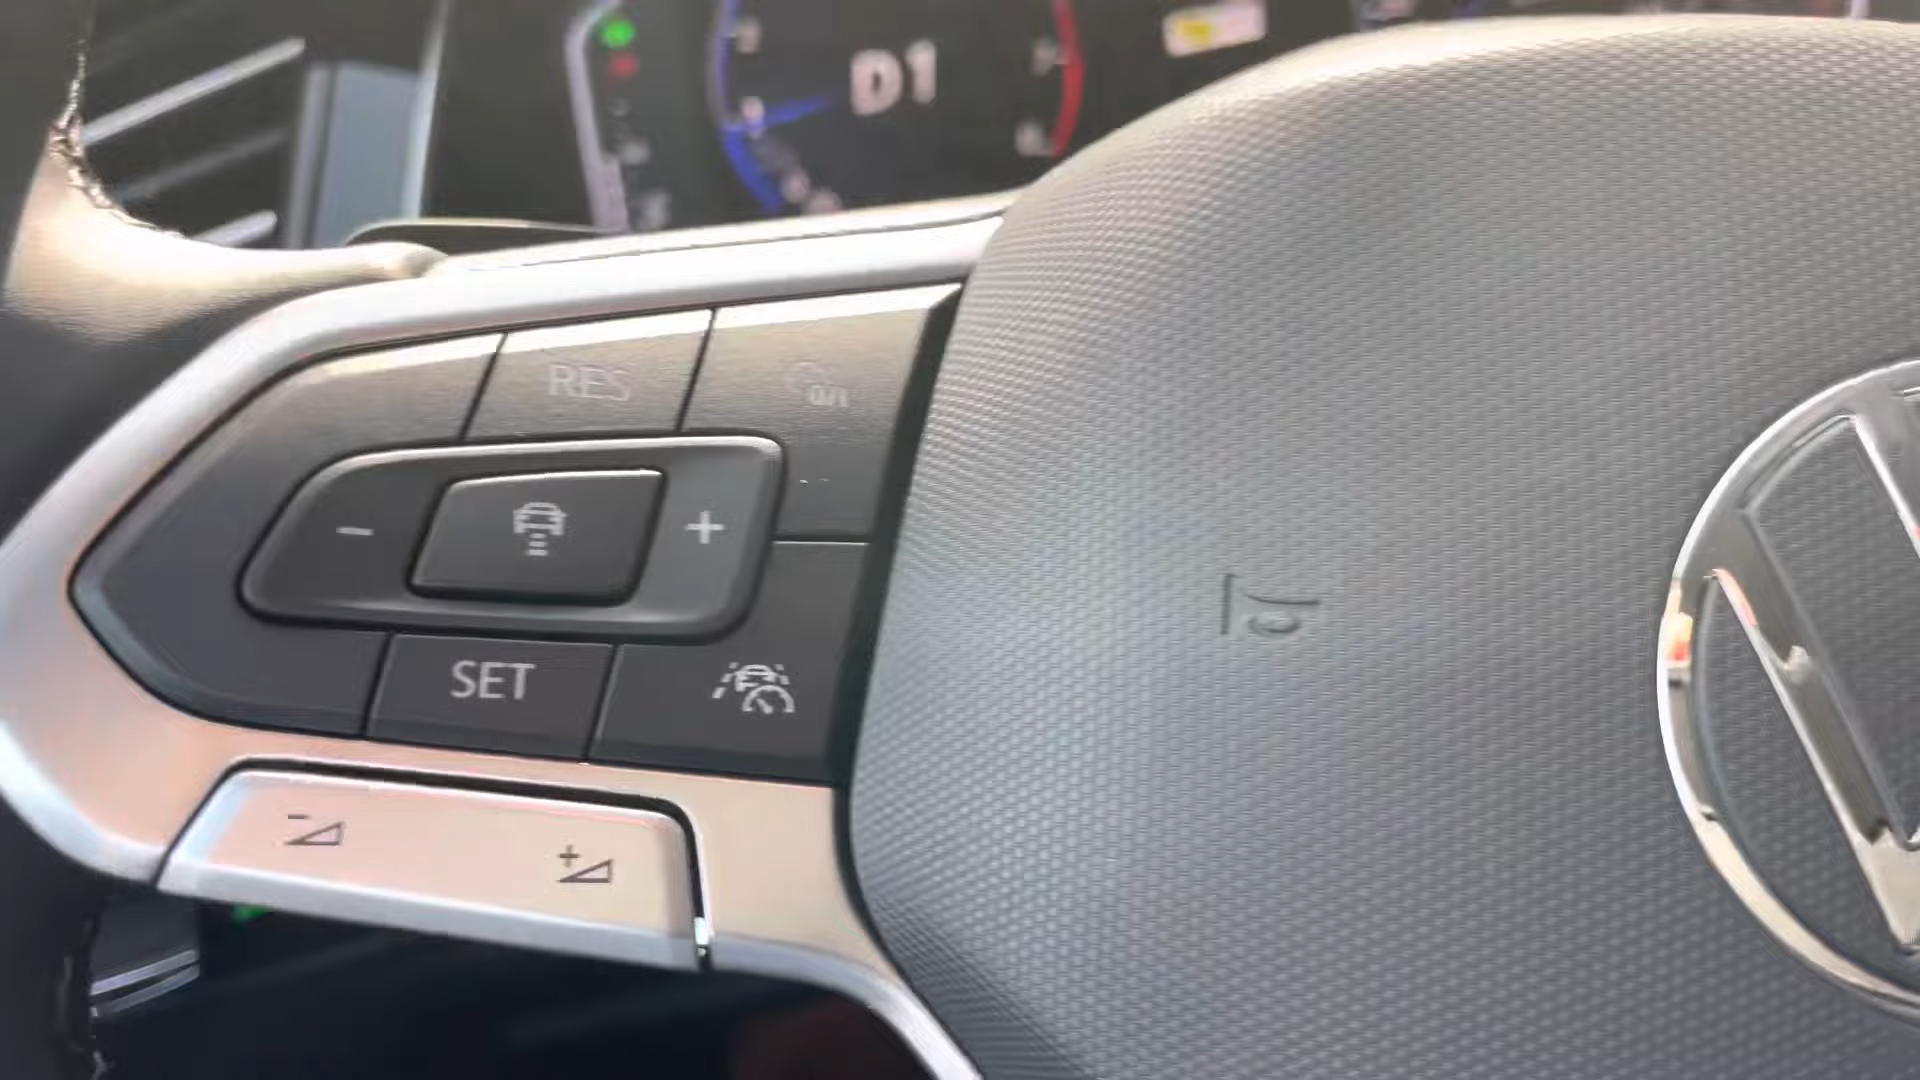 D1
RES
- +
SET
- +